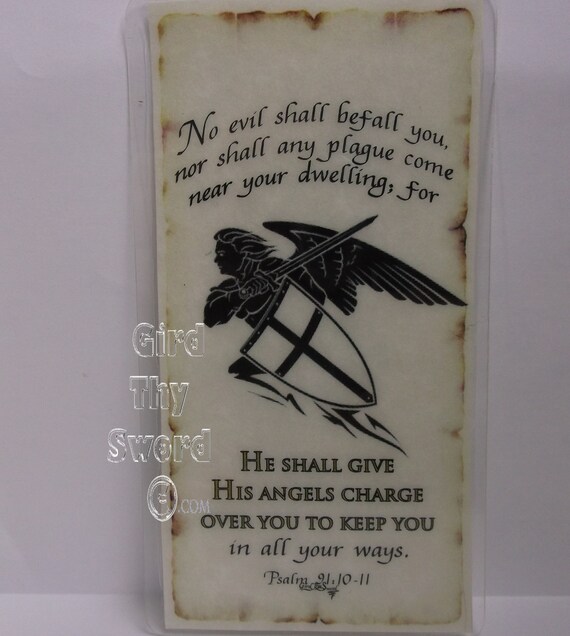 No evil shall befall you,
nor shall any plague come
near your dwelling; for
HE SHALL GIVE
HIS ANGELS CHARGE
OVER YOU TO KEEP YOU
in all your ways.
Psalm 91:10-11
Gird
Thy
Sword
.COM